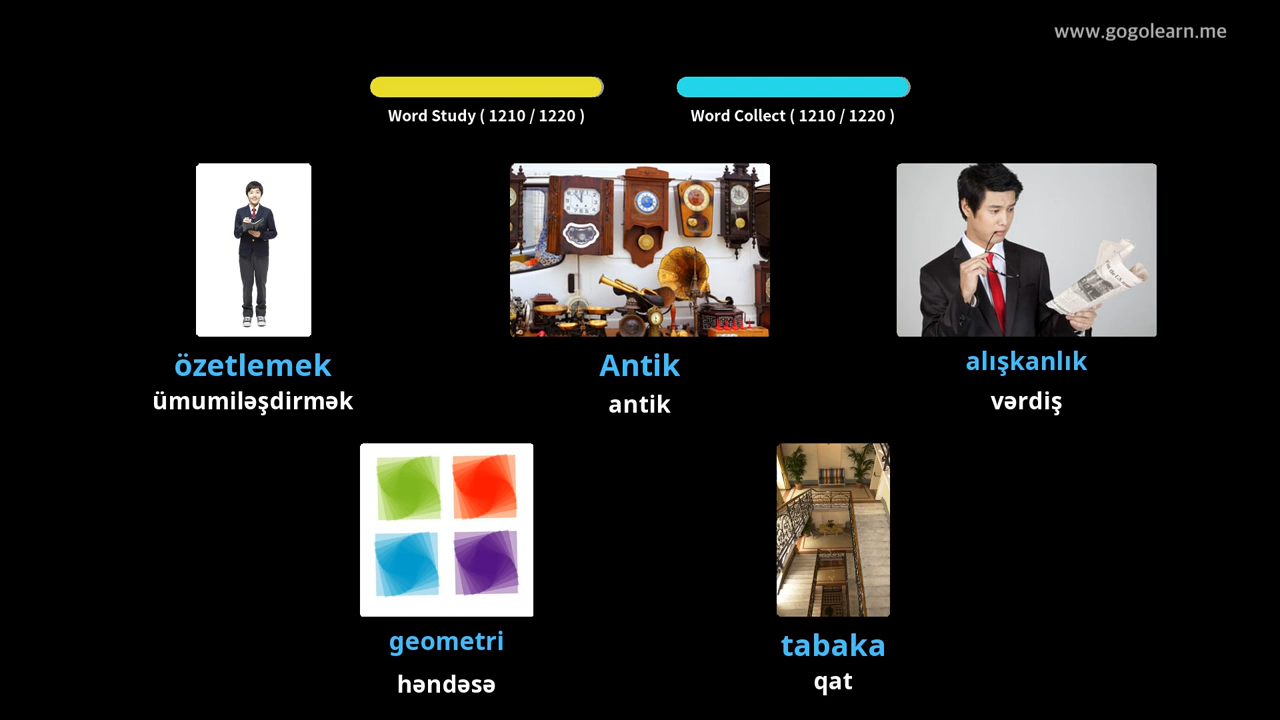 www.gogolearn.me
Word Study ( 1210 / 1220 )
Word Collect ( 1210 / 1220 )
özetlemek
ümumiləşdirmək
Antik
antik
alışkanlık
vərdiş
geometri
həndəsə
tabaka
qat